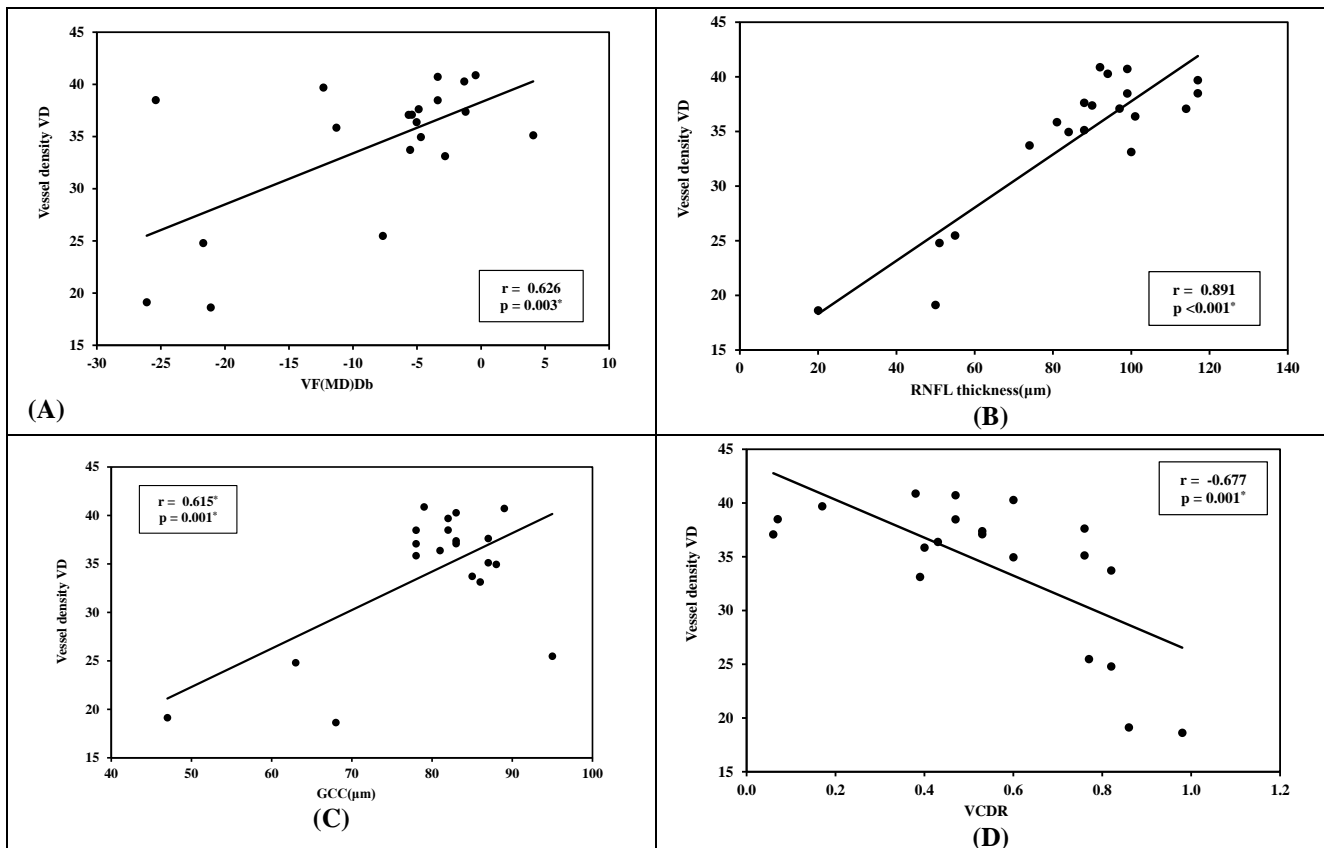 45
40
35
30
25
20
15
Vessel density VD
r = 0.626
p = 0.003*
-30 -25 -20 -15 -10 -5 0 5 10
VF(MD)Db
(A)
45
40
35
30
25
20
15
Vessel density VD
r = 0.891
p <0.001*
0 20 40 60 80 100 120 140
RNFL thickness(µm)
(B)
45
40
35
30
25
20
15
Vessel density VD
r = 0.615*
p = 0.001*
40 50 60 70 80 90 100
GCC(µm)
(C)
45
40
35
30
25
20
15
Vessel density VD
r = -0.677
p = 0.001*
0.0 0.2 0.4 0.6 0.8 1.0 1.2
VCDR
(D)